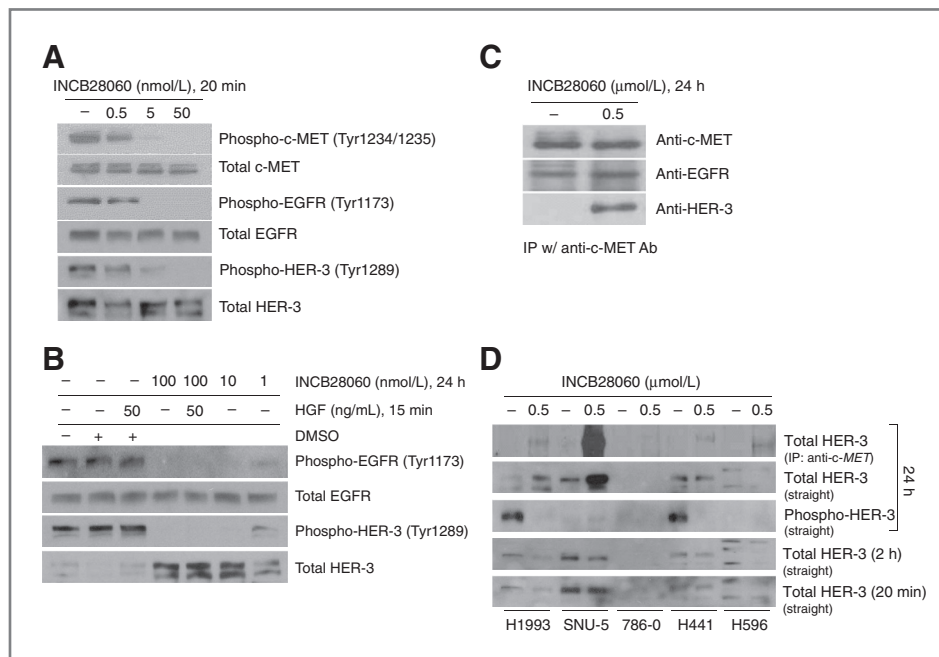 A
INCB28060 (nmol/L), 20 min
– 0.5 5 50
Phospho-c-MET (Tyr1234/1235)
Total c-MET
Phospho-EGFR (Tyr1173)
Total EGFR
Phospho-HER-3 (Tyr1289)
Total HER-3
B
– – – 100 100 10 1 INCB28060 (nmol/L), 24 h
– – 50 – 50 – – HGF (ng/mL), 15 min
– + + DMSO
Phospho-EGFR (Tyr1173)
Total EGFR
Phospho-HER-3 (Tyr1289)
Total HER-3
C
INCB28060 (μmol/L), 24 h
– 0.5
Anti-c-MET
Anti-EGFR
Anti-HER-3
IP w/ anti-c-MET Ab
D
INCB28060 (μmol/L)
– 0.5 – 0.5 – 0.5 – 0.5 – 0.5
Total HER-3
(IP: anti-c-MET)
Total HER-3
(straight)
Phospho-HER-3
(straight)
24 h
Total HER-3 (2 h)
(straight)
Total HER-3 (20 min)
(straight)
H1993 SNU-5 786-0 H441 H596